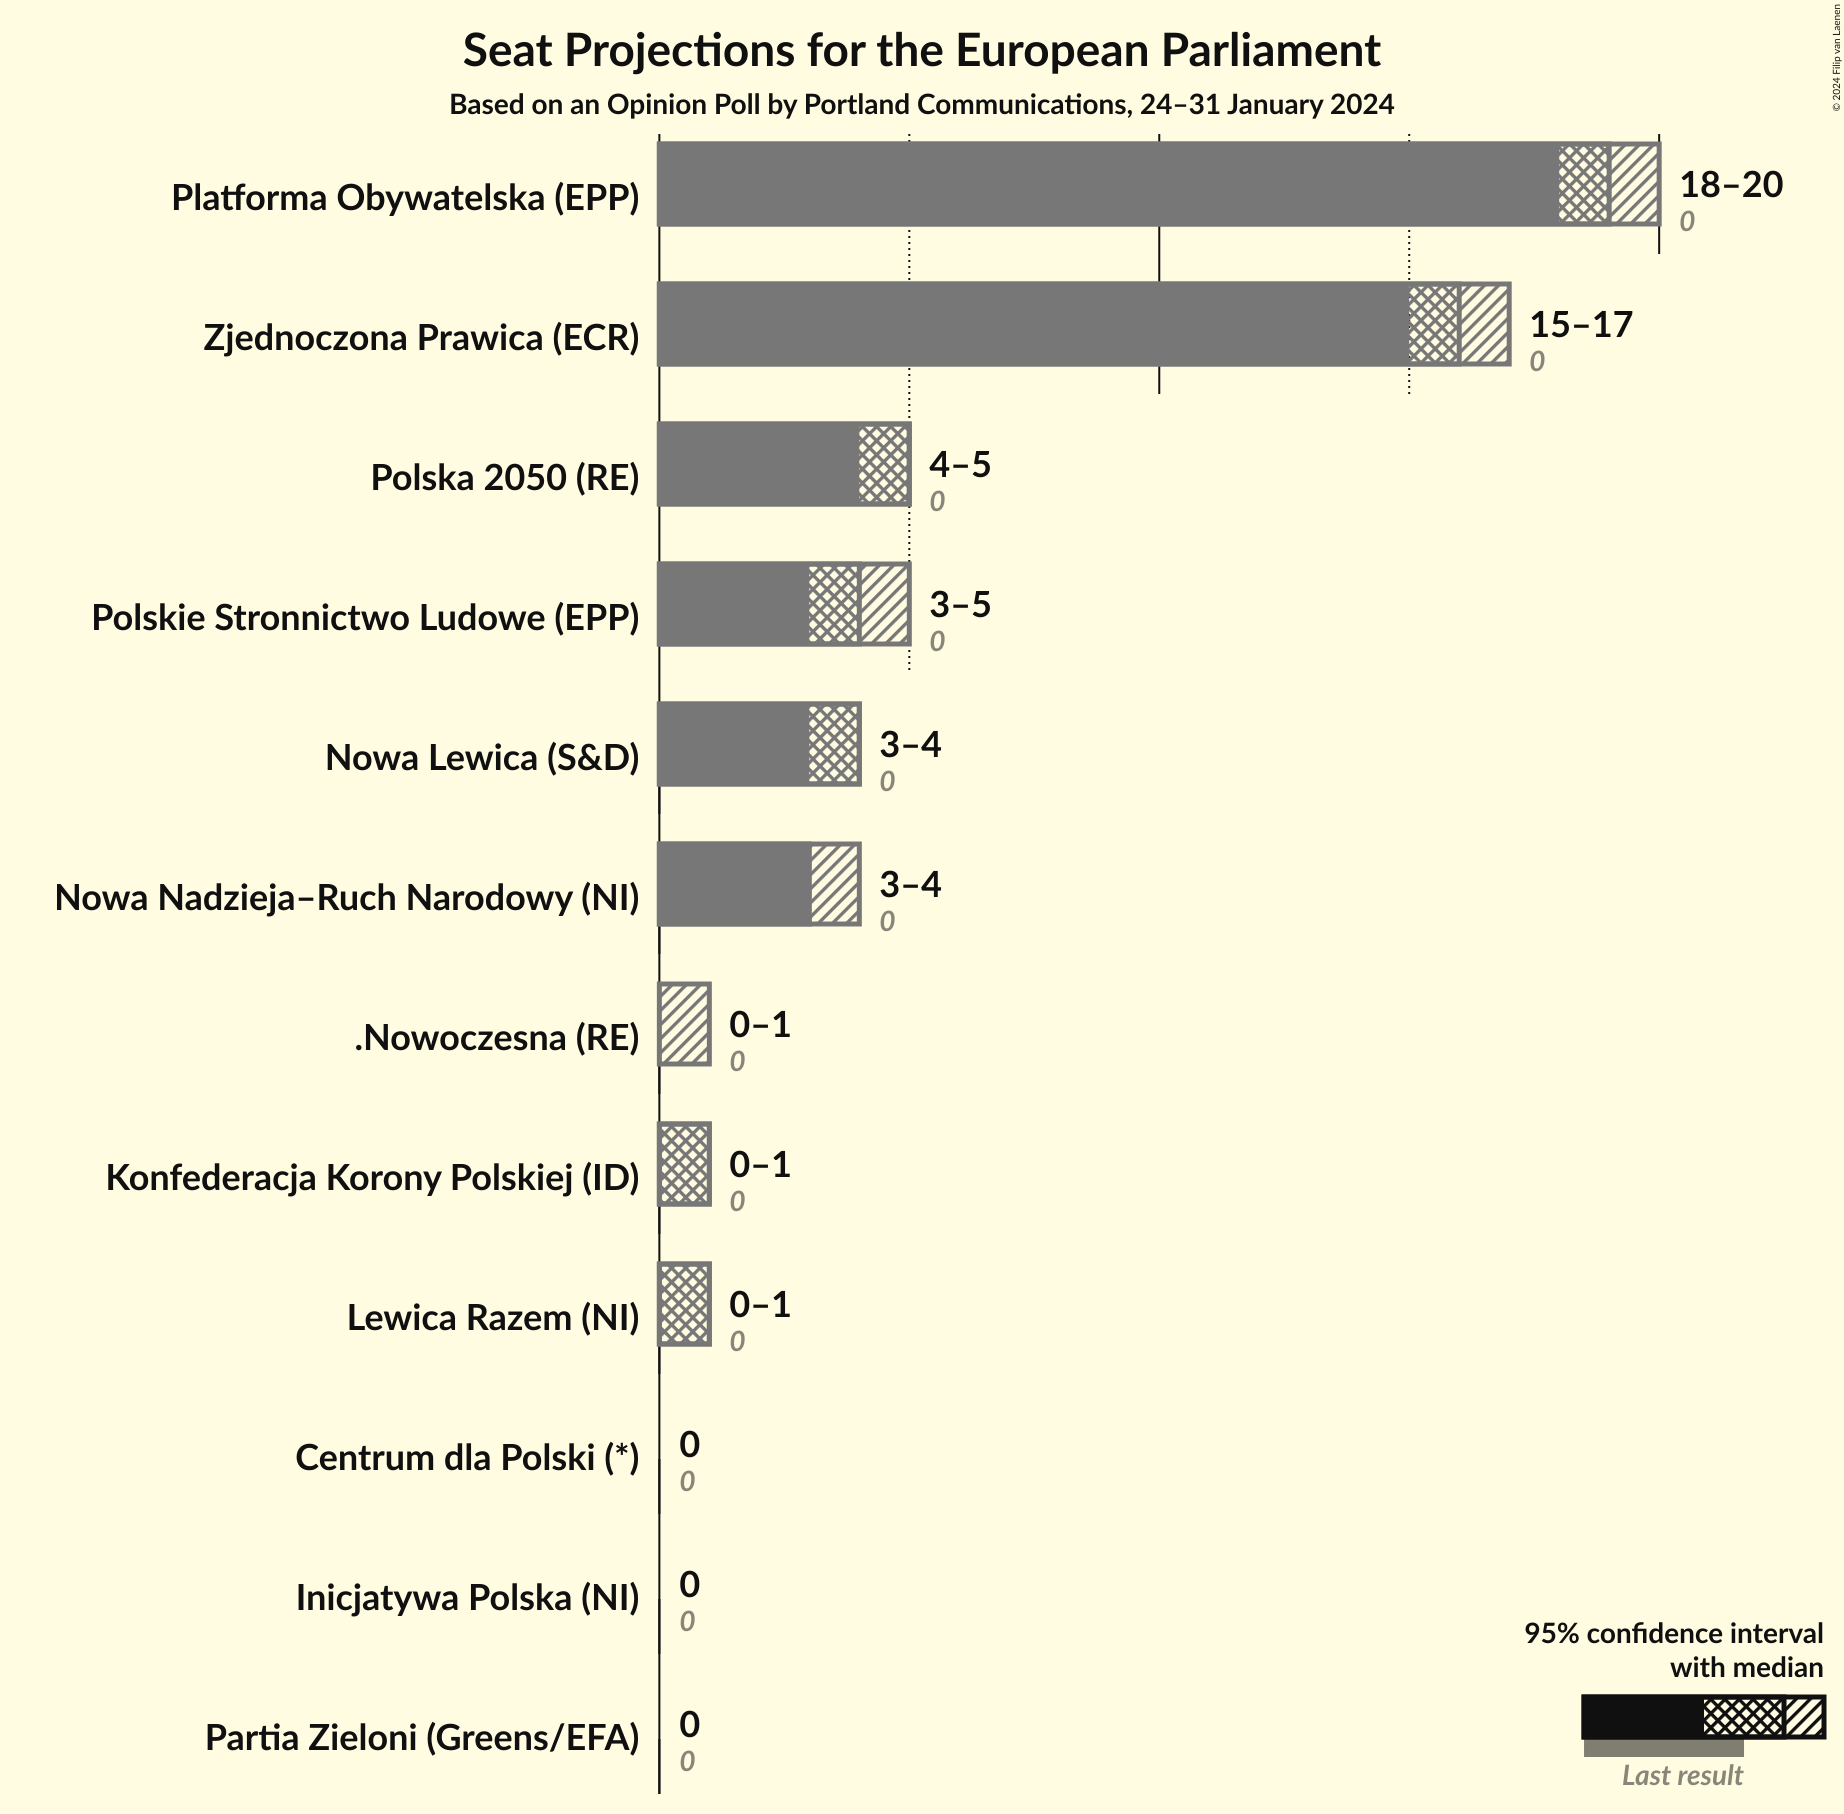 Seat Projections for the European Parliament
Based on an Opinion Poll by Portland Communications, 24–31 January 2024
© 2024 Filip van Laenen
Platforma Obywatelska (EPP)
18–20
0
Zjednoczona Prawica (ECR)
15–17
0
Polska 2050 (RE)
4–5
0
Polskie Stronnictwo Ludowe (EPP)
3–5
0
Nowa Lewica (S&D)
3–4
0
Nowa Nadzieja–Ruch Narodowy (NI)
3–4
0
.Nowoczesna (RE)
0–1
0
Konfederacja Korony Polskiej (ID)
0–1
0
Lewica Razem (NI)
0–1
0
Centrum dla Polski (*)
0
0
Inicjatywa Polska (NI)
0
0
Partia Zieloni (Greens/EFA)
0
0
95% confidence interval
with median
Last result